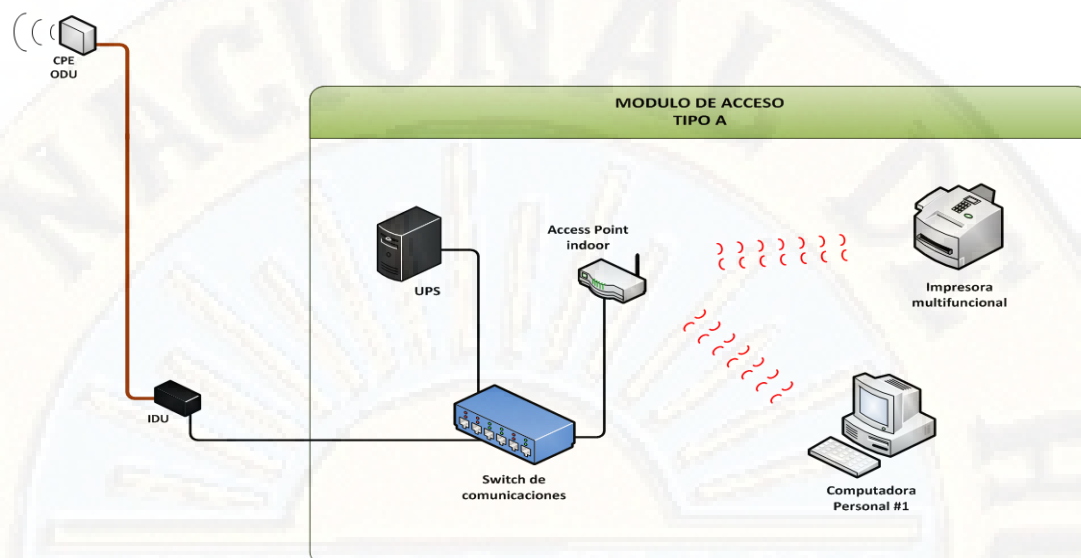 CPE
ODU
MODULO DE ACCESO
TIPO A
Access Point
indoor
UPS
Impresora
multifuncional
IDU
Switch de
comunicaciones
Computadora
Personal #1
NACIONAL